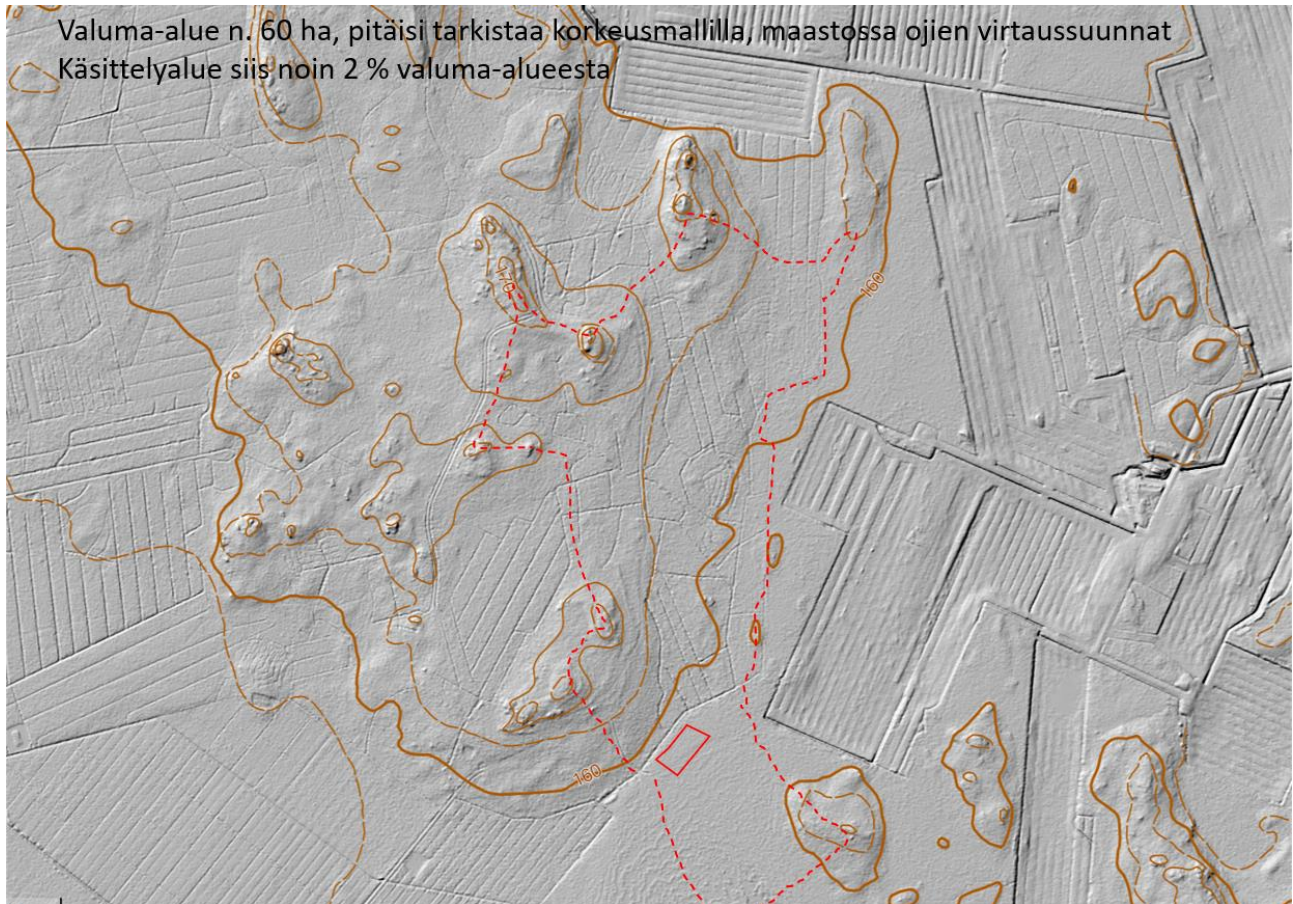 Valuma-alue n. 60 ha, pitäisi tarkistaa korkeusmallilla, maastossa ojien virtaussuunnat
Käsittelyalue siis noin 2 % valuma-alueesta
170
160
160